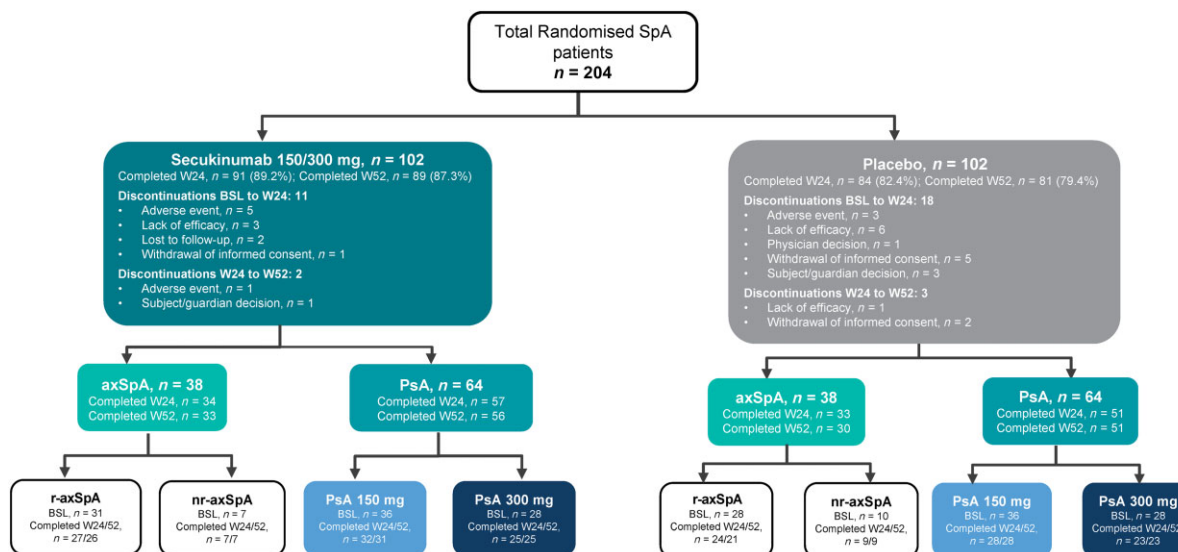 Total Randomised SpA
patients
n = 204
Secukinumab 150/300 mg, n = 102
Completed W24, n = 91 (89.2%); Completed W52, n = 89 (87.3%)
Discontinuations BSL to W24: 11
• Adverse event, n = 5
• Lack of efficacy, n = 3
• Lost to follow-up, n = 2
• Withdrawal of informed consent, n = 1
Discontinuations W24 to W52: 2
• Adverse event, n = 1
• Subject/guardian decision, n = 1
Placebo, n = 102
Completed W24, n = 84 (82.4%); Completed W52, n = 81 (79.4%)
Discontinuations BSL to W24: 18
• Adverse event, n = 3
• Lack of efficacy, n = 6
• Physician decision, n = 1
• Withdrawal of informed consent, n = 5
• Subject/guardian decision, n = 3
Discontinuations W24 to W52: 3
• Lack of efficacy, n = 1
• Withdrawal of informed consent, n = 2
axSpA, n = 38
Completed W24, n = 34
Completed W52, n = 33
PsA, n = 64
Completed W24, n = 57
Completed W52, n = 56
axSpA, n = 38
Completed W24, n = 33
Completed W52, n = 30
PsA, n = 64
Completed W24, n = 51
Completed W52, n = 51
r-axSpA
BSL, n = 31
Completed W24/52,
n = 27/26
nr-axSpA
BSL, n = 7
Completed W24/52,
n = 7/7
PsA 150 mg
BSL, n = 36
Completed W24/52,
n = 32/31
PsA 300 mg
BSL, n = 28
Completed W24/52,
n = 25/25
r-axSpA
BSL, n = 28
Completed W24/52,
n = 24/21
nr-axSpA
BSL, n = 10
Completed W24/52,
n = 9/9
PsA 150 mg
BSL, n = 36
Completed W24/52,
n = 28/28
PsA 300 mg
BSL, n = 28
Completed W24/52,
n = 23/23